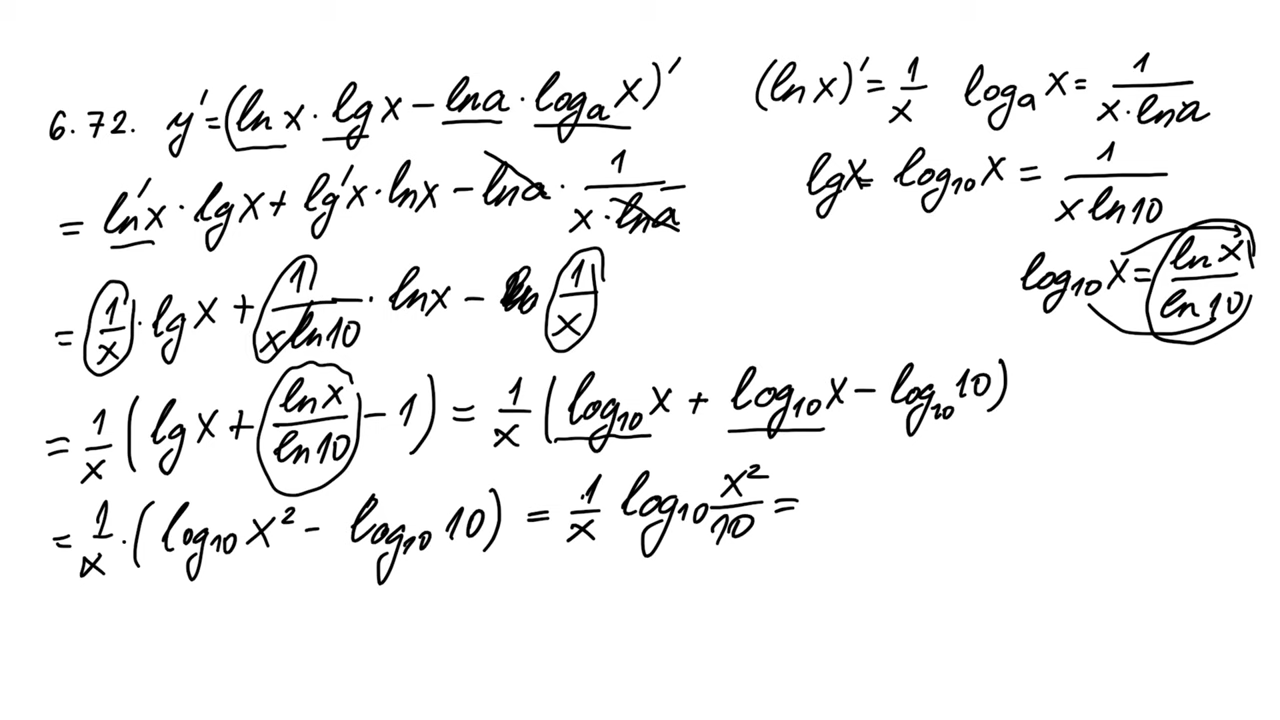 6.72. y' = (ln x · lg x − ln a · log_a x)'
= ln'x · lg x + lg'x · ln x − ln a · 1/(x · ln a)
= 1/x · lg x + 1/(x ln 10) · ln x − 1/x
= 1/x (lg x + ln x/ln 10 − 1) = 1/x (log₁₀ x + log₁₀ x − log₁₀ 10)
= 1/x · (log₁₀ x² − log₁₀ 10) = 1/x log₁₀ x²/10 =
(ln x)' = 1/x log_a x = 1/(x · ln a)
lg x = log₁₀ x = 1/(x ln 10)
log₁₀ x = ln x/ln 10